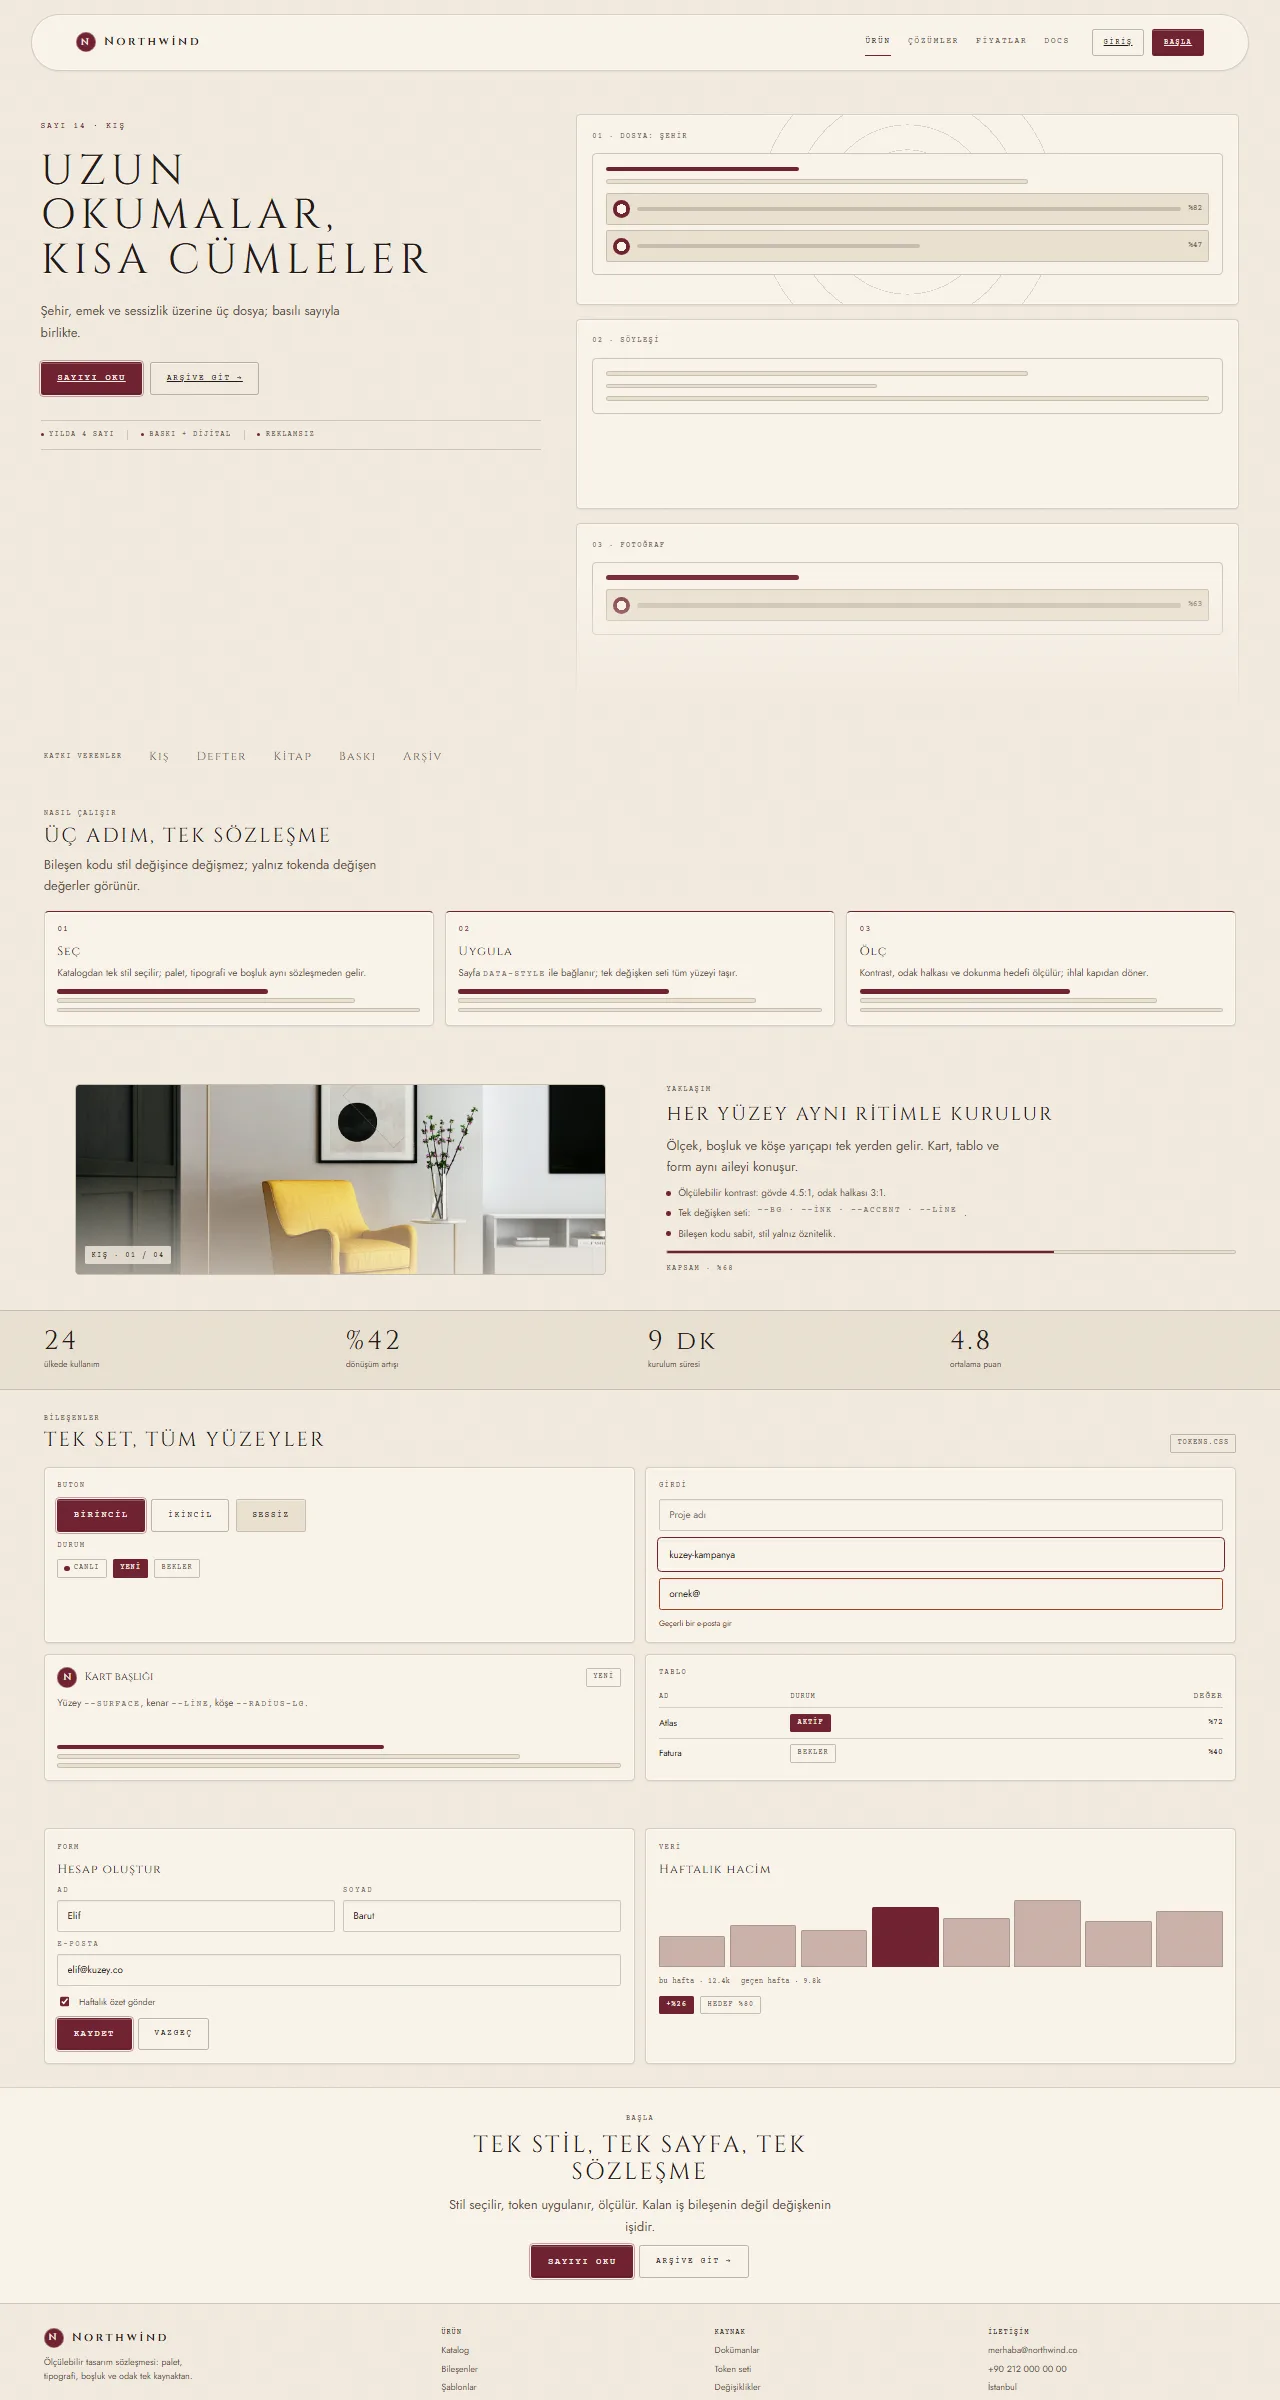 N Northwind
ÜRÜN ÇÖZÜMLER FİYATLAR DOCS GİRİŞ BAŞLA
SAYI 14 · KIŞ
UZUN
OKUMALAR,
KISA CÜMLELER
Şehir, emek ve sessizlik üzerine üç dosya; basılı sayıyla
birlikte.
SAYIYI OKU ARŞİVE GİT →
YILDA 4 SAYI BASKI + DİJİTAL REKLAMSIZ
01 · DOSYA: ŞEHİR
%82
%47
02 · SÖYLEŞİ
03 · FOTOĞRAF
%63
KATKI VERENLER Kış Defter Kitap Baskı Arşiv
NASIL ÇALIŞIR
ÜÇ ADIM, TEK SÖZLEŞME
Bileşen kodu stil değişince değişmez; yalnız tokenda değişen
değerler görünür.
01
Seç
Katalogdan tek stil seçilir; palet, tipografi ve boşluk aynı sözleşmeden gelir.
02
Uygula
Sayfa DATA-STYLE ile bağlanır; tek değişken seti tüm yüzeyi taşır.
03
Ölç
Kontrast, odak halkası ve dokunma hedefi ölçülür; ihlal kapıdan döner.
KIŞ · 01 / 04
YAKLAŞIM
HER YÜZEY AYNI RİTİMLE KURULUR
Ölçek, boşluk ve köşe yarıçapı tek yerden gelir. Kart, tablo ve
form aynı aileyi konuşur.
Ölçülebilir kontrast: gövde 4.5:1, odak halkası 3:1.
Tek değişken seti: --BG · --İNK · --ACCENT · --LİNE .
Bileşen kodu sabit, stil yalnız öznitelik.
KAPSAM · %68
24
ülkede kullanım
%42
dönüşüm artışı
9 DK
kurulum süresi
4.8
ortalama puan
BİLEŞENLER
TEK SET, TÜM YÜZEYLER
TOKENS.CSS
BUTON
BİRİNCİL İKİNCİL SESSİZ
DURUM
CANLI YENİ BEKLER
GİRDİ
Proje adı
kuzey-kampanya
ornek@
Geçerli bir e-posta gir
N Kart başlığı YENİ
Yüzey --SURFACE, kenar --LİNE, köşe --RADİUS-LG.
TABLO
AD DURUM DEĞER
Atlas AKTİF %72
Fatura BEKLER %40
FORM
Hesap oluştur
AD SOYAD
Elif Barut
E-POSTA
elif@kuzey.co
Haftalık özet gönder
KAYDET VAZGEÇ
VERİ
Haftalık hacim
bu hafta · 12.4k geçen hafta · 9.8k
+%26 HEDEF %80
BAŞLA
TEK STİL, TEK SAYFA, TEK
SÖZLEŞME
Stil seçilir, token uygulanır, ölçülür. Kalan iş bileşenin değil değişkenin
işidir.
SAYIYI OKU ARŞİVE GİT →
N Northwind
Ölçülebilir tasarım sözleşmesi: palet,
tipografi, boşluk ve odak tek kaynaktan.
ÜRÜN
Katalog
Bileşenler
Şablonlar
KAYNAK
Dokümanlar
Token seti
Değişiklikler
İLETİŞİM
merhaba@northwind.co
+90 212 000 00 00
İstanbul